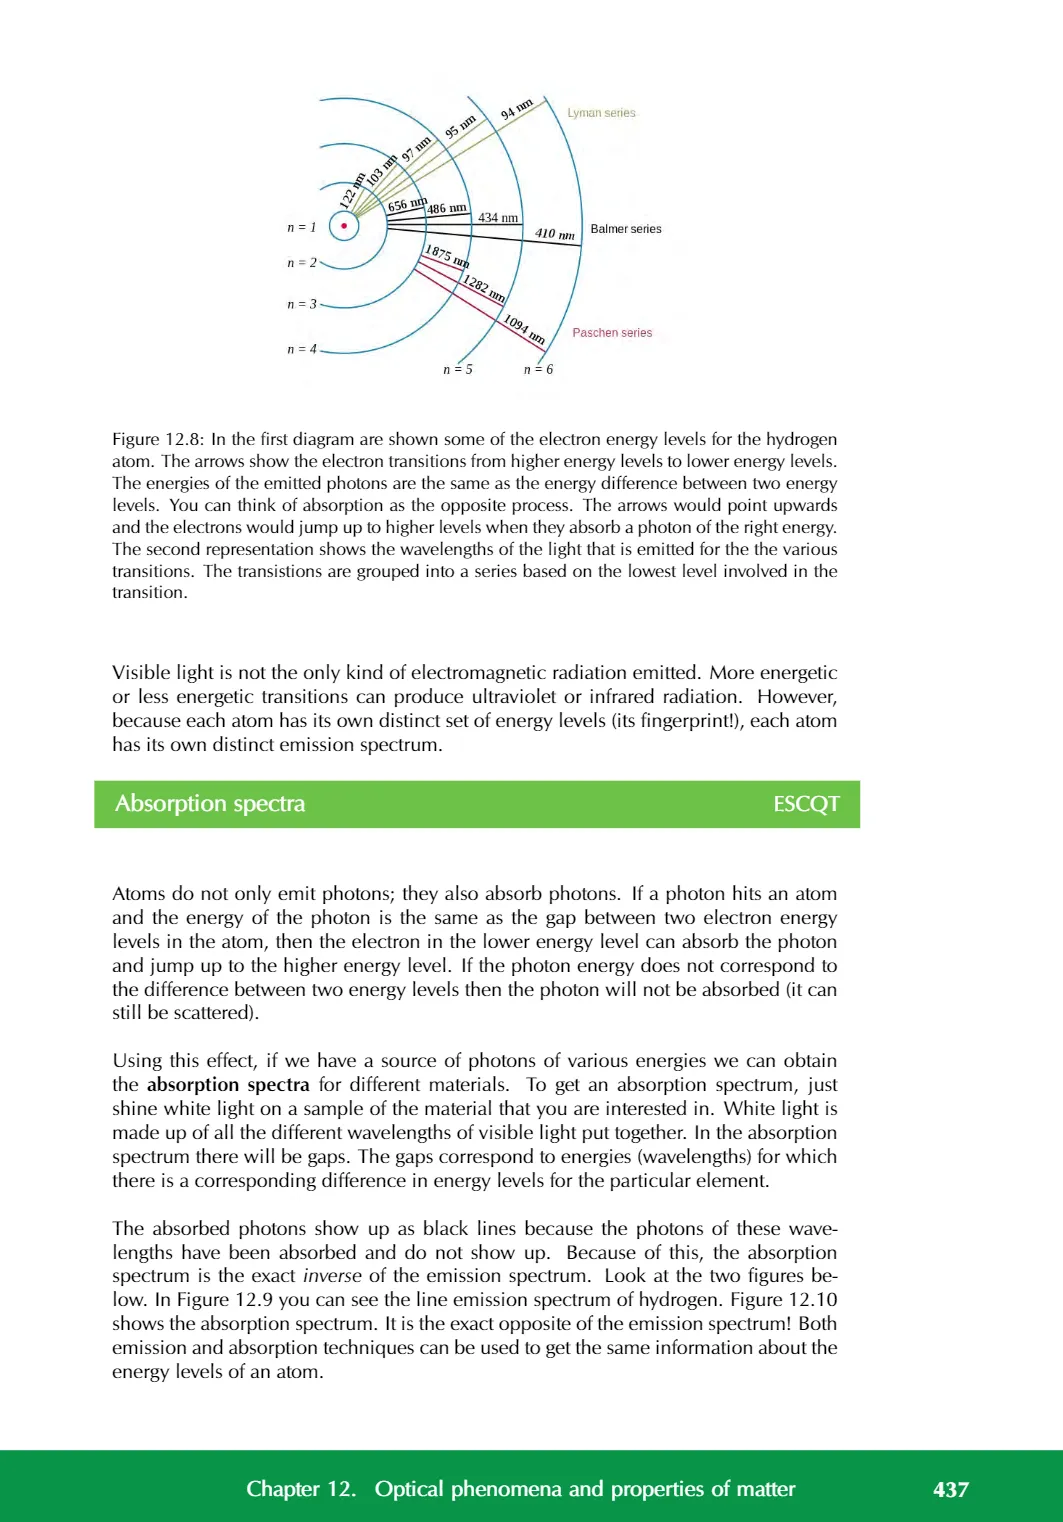 94 nm
Lyman series
95 nm
97 nm
103 nm
122 nm
656 nm
486 nm
434 nm
410 nm
Balmer series
n = 1
1875 nm
n = 2
1282 nm
n = 3
1094 nm
Paschen series
n = 4
n = 5
n = 6
Figure 12.8: In the first diagram are shown some of the electron energy levels for the hydrogen
atom. The arrows show the electron transitions from higher energy levels to lower energy levels.
The energies of the emitted photons are the same as the energy difference between two energy
levels. You can think of absorption as the opposite process. The arrows would point upwards
and the electrons would jump up to higher levels when they absorb a photon of the right energy.
The second representation shows the wavelengths of the light that is emitted for the the various
transitions. The transistions are grouped into a series based on the lowest level involved in the
transition.
Visible light is not the only kind of electromagnetic radiation emitted. More energetic
or less energetic transitions can produce ultraviolet or infrared radiation. However,
because each atom has its own distinct set of energy levels (its fingerprint!), each atom
has its own distinct emission spectrum.
Absorption spectra ESCQT
Atoms do not only emit photons; they also absorb photons. If a photon hits an atom
and the energy of the photon is the same as the gap between two electron energy
levels in the atom, then the electron in the lower energy level can absorb the photon
and jump up to the higher energy level. If the photon energy does not correspond to
the difference between two energy levels then the photon will not be absorbed (it can
still be scattered).
Using this effect, if we have a source of photons of various energies we can obtain
the absorption spectra for different materials. To get an absorption spectrum, just
shine white light on a sample of the material that you are interested in. White light is
made up of all the different wavelengths of visible light put together. In the absorption
spectrum there will be gaps. The gaps correspond to energies (wavelengths) for which
there is a corresponding difference in energy levels for the particular element.
The absorbed photons show up as black lines because the photons of these wave-
lengths have been absorbed and do not show up. Because of this, the absorption
spectrum is the exact inverse of the emission spectrum. Look at the two figures be-
low. In Figure 12.9 you can see the line emission spectrum of hydrogen. Figure 12.10
shows the absorption spectrum. It is the exact opposite of the emission spectrum! Both
emission and absorption techniques can be used to get the same information about the
energy levels of an atom.
Chapter 12. Optical phenomena and properties of matter 437